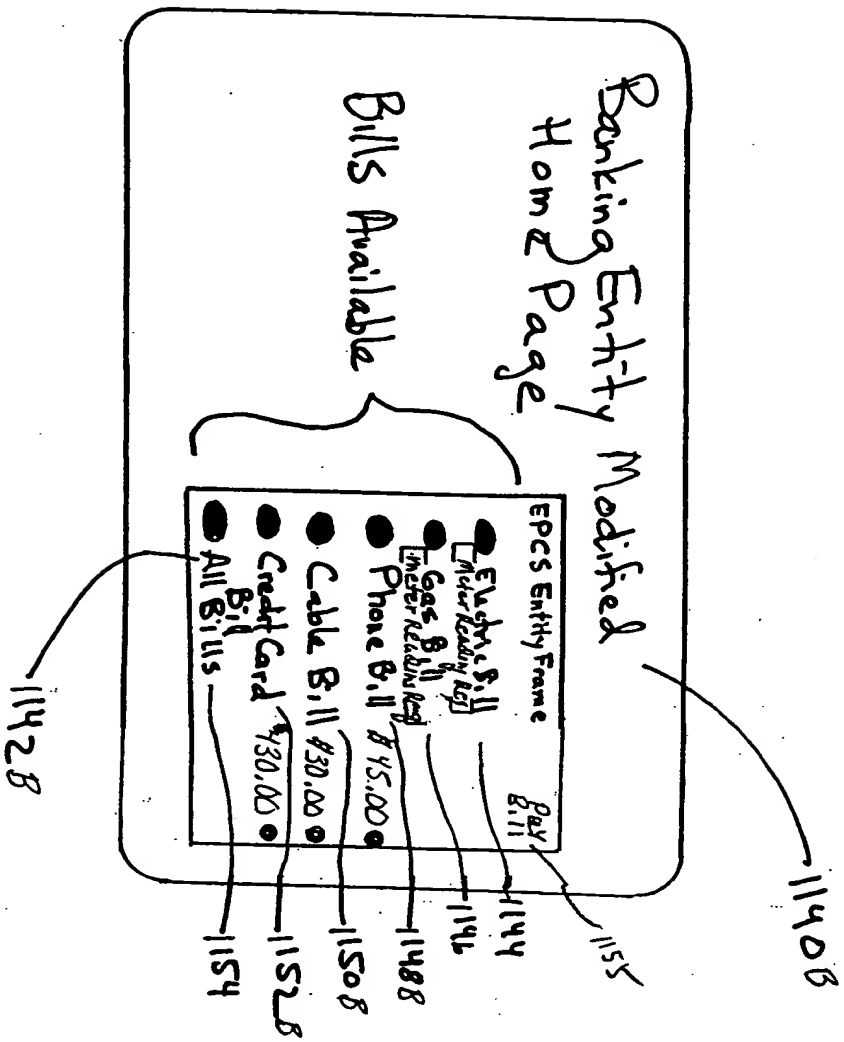 Banking Entity Modified
Home Page
Bills Available
EPCS Entity Frame
Pay
Bill
Electric Bill
Meter Reading Req
Gas Bill
meter Reading Req
Phone Bill $45.00
Cable Bill $30.00
Credit Card $430.00
Bill
All Bills
1140B
1155
1144
1146
1148B
1150B
1152B
1154
1142B